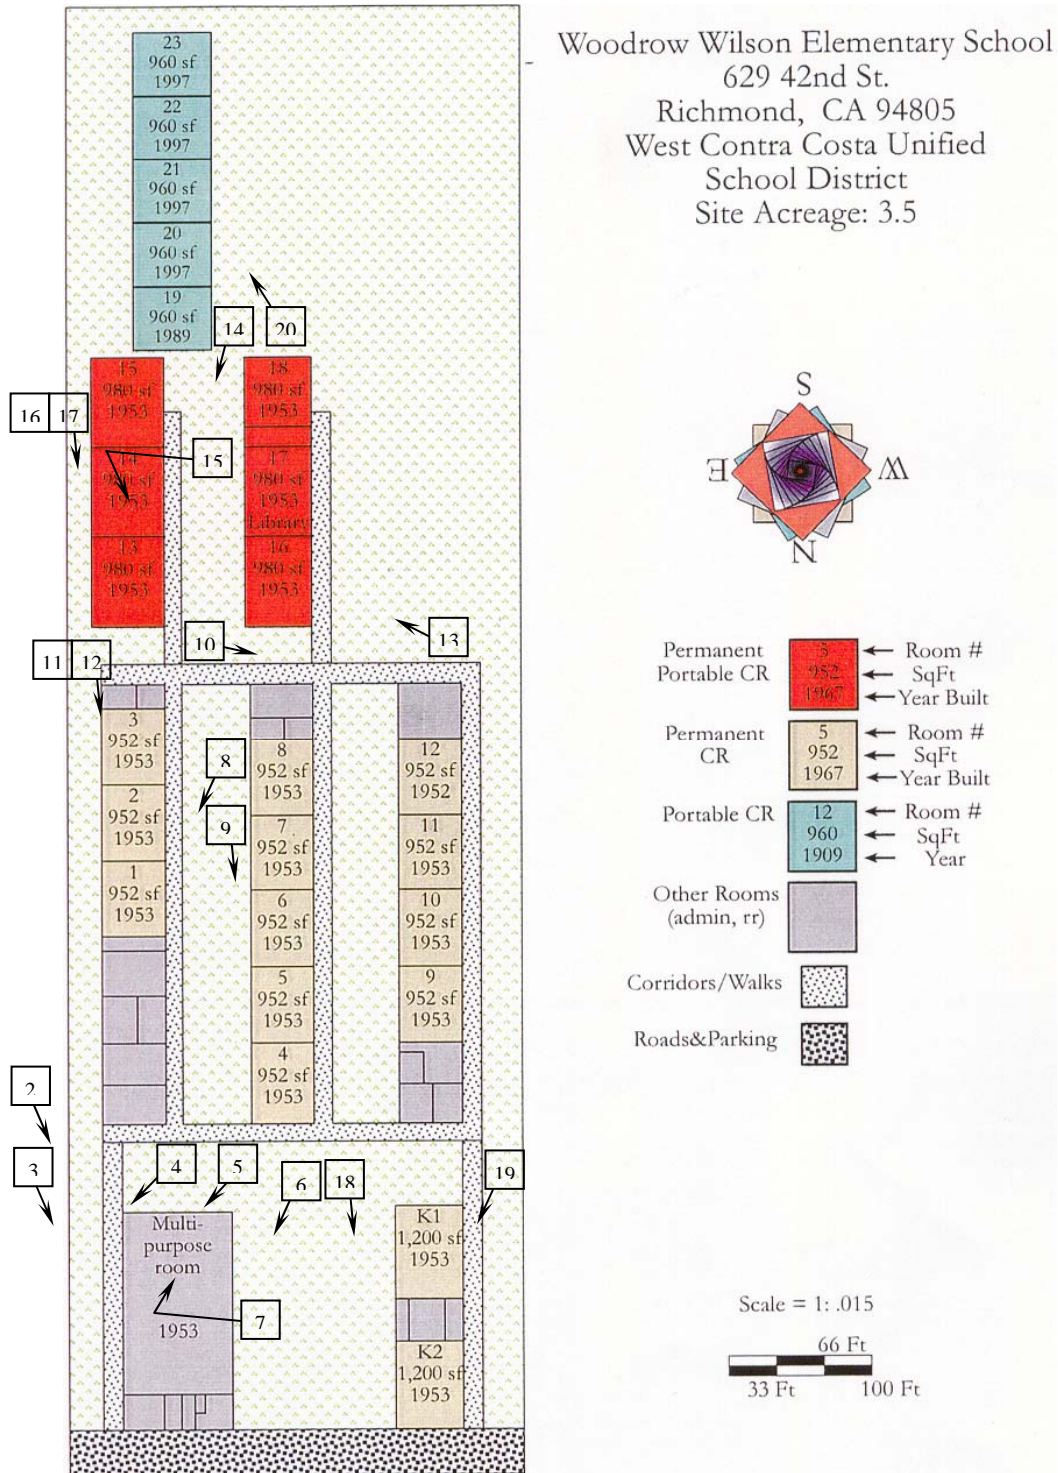 Woodrow Wilson Elementary School
629 42nd St.
Richmond, CA 94805
West Contra Costa Unified
School District
Site Acreage: 3.5
23
960 sf
1997
22
960 sf
1997
21
960 sf
1997
20
960 sf
1997
19
960 sf
1989
14
20
15
980 sf
1953
18
980 sf
1953
16
17
14
980 sf
1953
15
17
980 sf
1953
Library
13
980 sf
1953
16
980 sf
1953
S
E
W
N
10
13
11
12
3
952 sf
1953
2
952 sf
1953
1
952 sf
1953
8
9
8
952 sf
1953
7
952 sf
1953
6
952 sf
1953
5
952 sf
1953
4
952 sf
1953
12
952 sf
1952
11
952 sf
1953
10
952 sf
1953
9
952 sf
1953
2
3
4
5
6
18
19
Multi-
purpose
room
1953
7
K1
1,200 sf
1953
K2
1,200 sf
1953
Permanent
Portable CR
3
952
1967
Room #
SqFt
Year Built
Permanent
CR
5
952
1967
Room #
SqFt
Year Built
Portable CR
12
960
1909
Room #
SqFt
Year
Other Rooms
(admin, rr)
Corridors/Walks
Roads&Parking
Scale = 1: .015
66 Ft
33 Ft
100 Ft